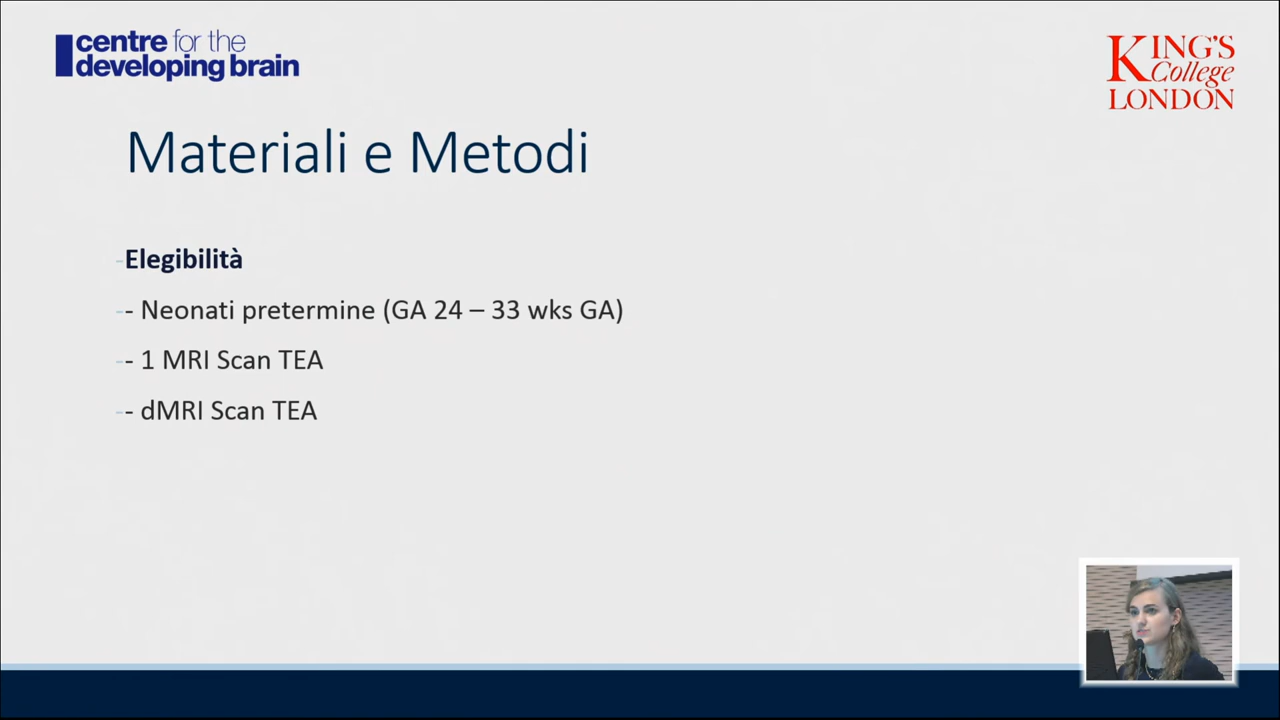 centre for the
developing brain
KING'S
College
LONDON
Materiali e Metodi
-Elegibilità
-- Neonati pretermine (GA 24 – 33 wks GA)
-- 1 MRI Scan TEA
-- dMRI Scan TEA